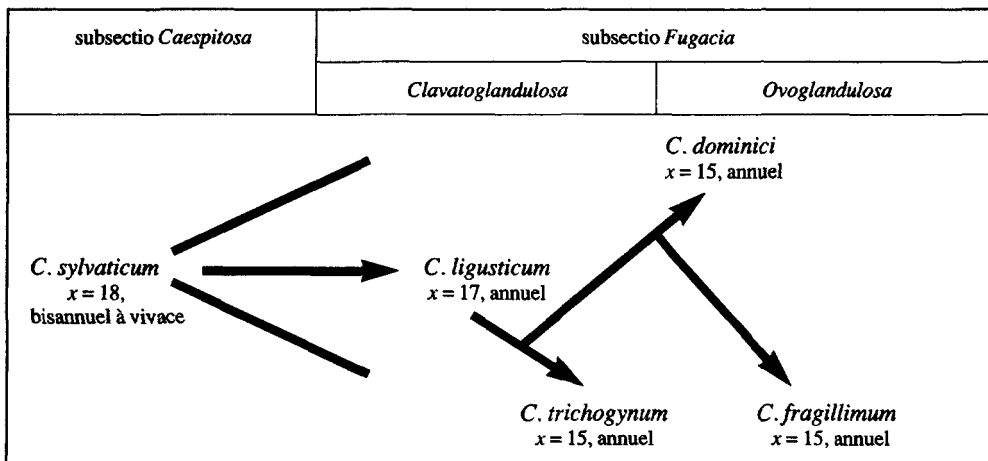 subsectio Caespitosa
subsectio Fugacia
Clavatoglandulosa
Ovoglandulosa
C. dominici
x = 15, annuel
C. sylvaticum
x = 18,
bisannuel à vivace
C. ligusticum
x = 17, annuel
C. trichogynum
x = 15, annuel
C. fragillimum
x = 15, annuel